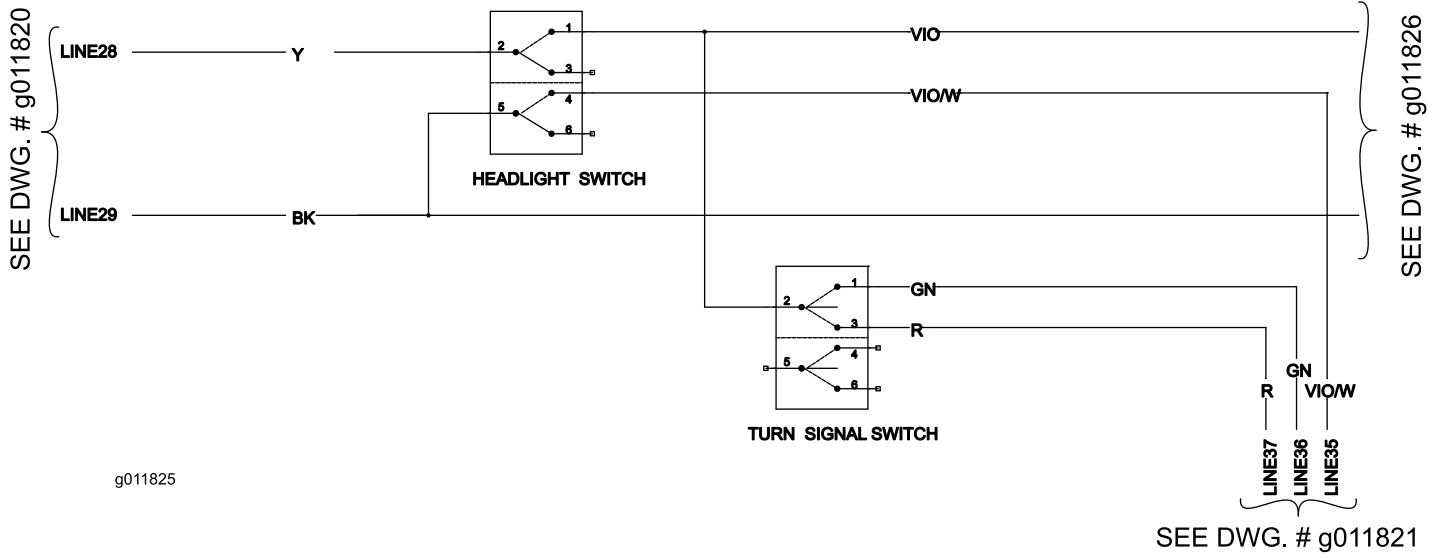 SEE DWG. # g011820
LINE28
Y
2
1
3
5
4
6
HEADLIGHT SWITCH
VIO
VIO/W
SEE DWG. # g011826
LINE29
BK
2
1
3
5
4
6
TURN SIGNAL SWITCH
GN
R
R
GN
VIO/W
LINE37
LINE36
LINE35
SEE DWG. # g011821
g011825